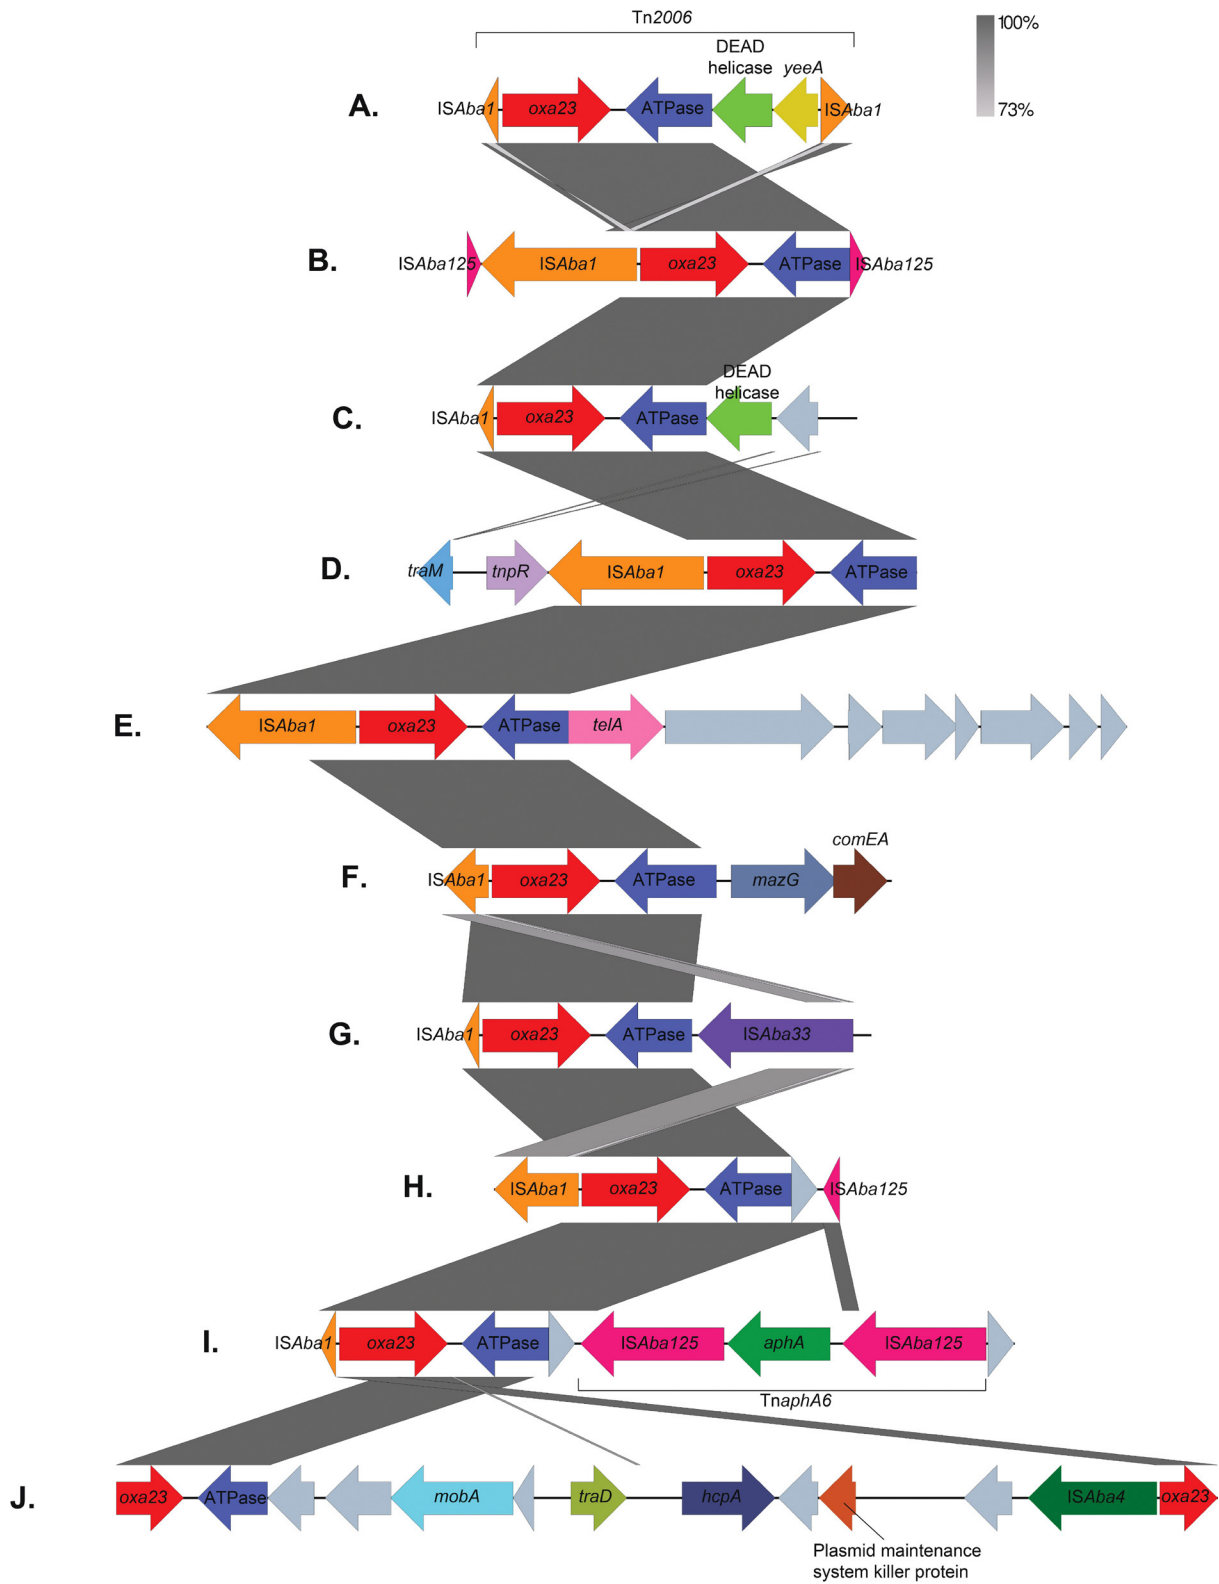 Tn2006
100%
73%
DEAD
helicase
yeeA
A.
ISAba1
oxa23
ATPase
ISAba1
B.
ISAba125
ISAba1
oxa23
ATPase
ISAba125
DEAD
helicase
C.
ISAba1
oxa23
ATPase
D.
traM
tnpR
ISAba1
oxa23
ATPase
E.
ISAba1
oxa23
ATPase
telA
comEA
F.
ISAba1
oxa23
ATPase
mazG
G.
ISAba1
oxa23
ATPase
ISAba33
H.
ISAba1
oxa23
ATPase
ISAba125
I.
ISAba1
oxa23
ATPase
ISAba125
aphA
ISAba125
TnaphA6
J.
oxa23
ATPase
mobA
traD
hcpA
ISAba4
oxa23
Plasmid maintenance
system killer protein